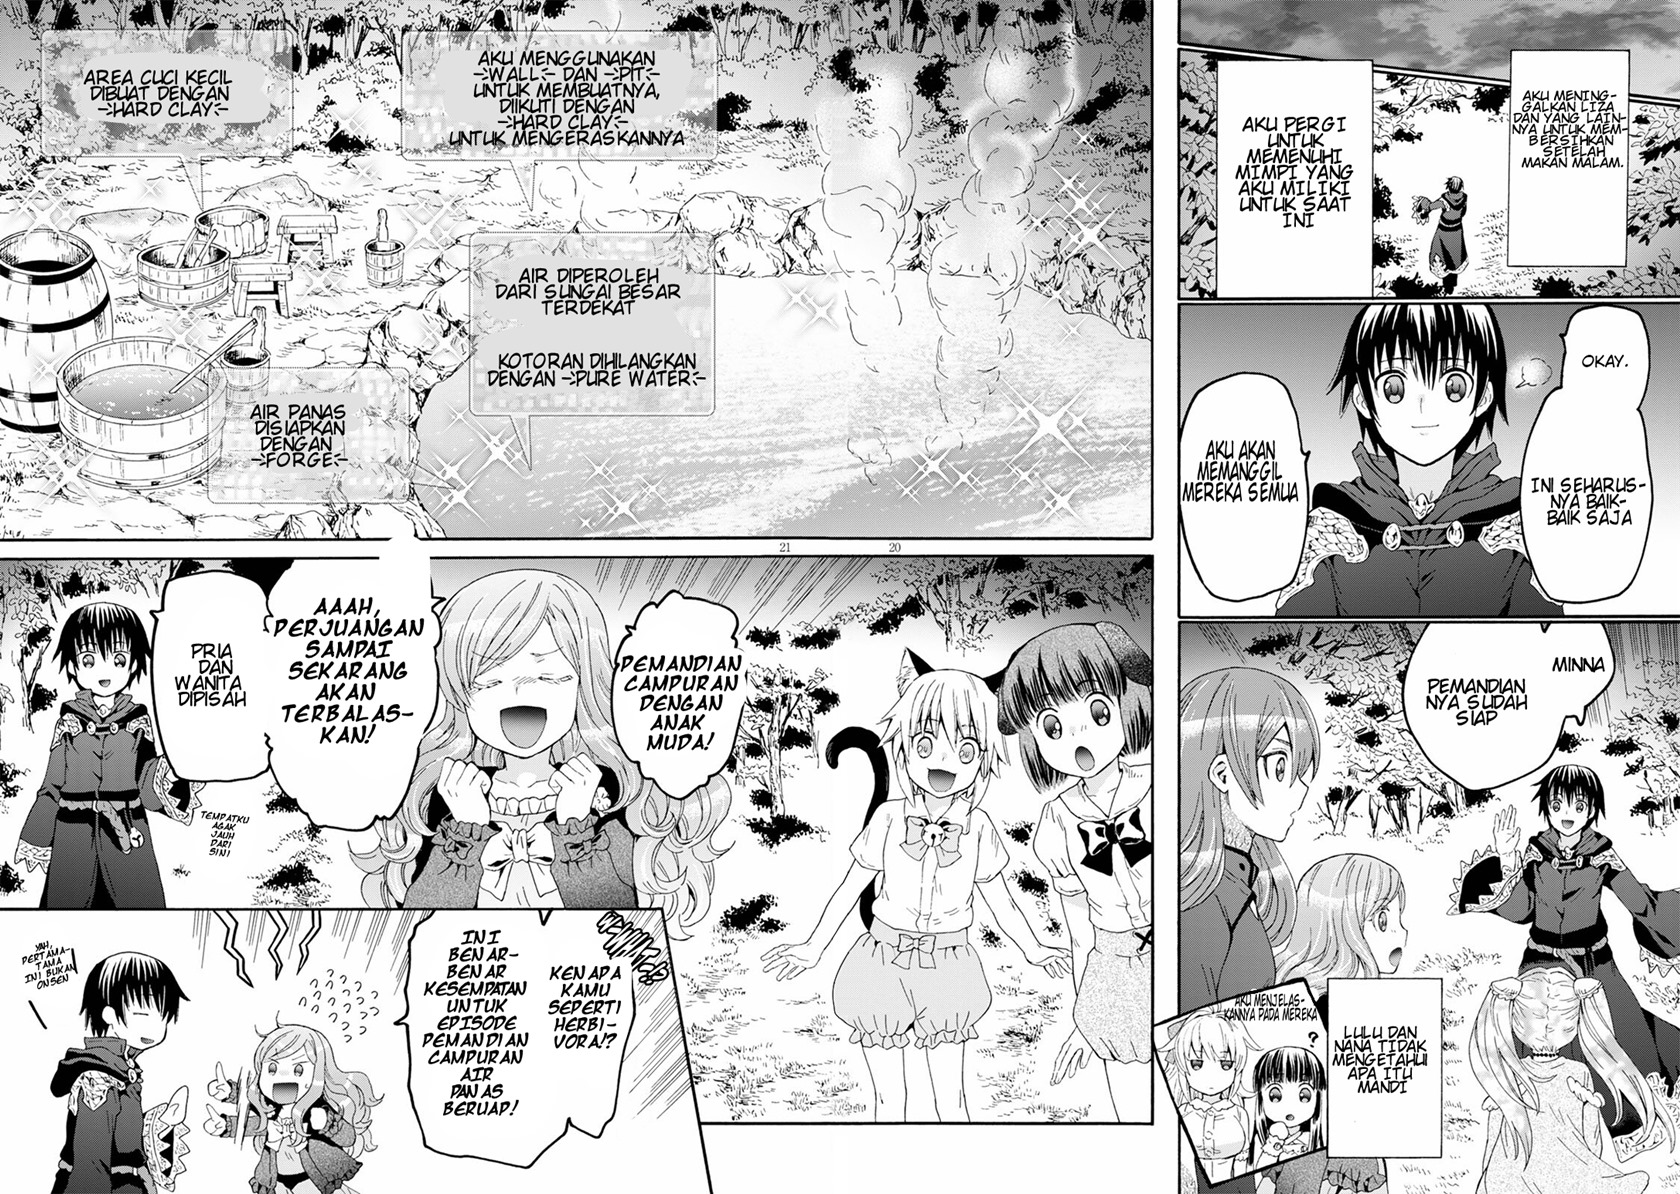 AKU MENING-
GALKAN LIZA
DAN YANG LAIN-
NYA UNTUK MEM-
BERSIHKAN
SETELAH
MAKAN MALAM.
AKU PERGI
UNTUK
MEMENUHI
MIMPI YANG
AKU MILIKI
UNTUK SAAT
INI
OKAY.
INI SEHARUS-
NYA BAIK-
BAIK SAJA
AKU AKAN
MEMANGGIL
MEREKA SEMUA
MINNA
PEMANDIAN
NYA SUDAH
SIAP
LULU DAN
NANA TIDAK
MENGETAHUI
APA ITU
MANDI
AKU MENJELAS-
KANNYA PADA MEREKA
?
20
21
AKU MENGGUNAKAN
WALL DAN PIT
UNTUK MEMBUATNYA,
DIIKUTI DENGAN
HARD CLAY
UNTUK MENGERASKANNYA
AREA CUCI KECIL
DIBUAT DENGAN
HARD CLAY
AIR DIPEROLEH
DARI SUNGAI BESAR
TERDEKAT
KOTORAN DIHILANGKAN
DENGAN PURE WATER
AIR PANAS
DISIAPKAN
DENGAN
FORGE
PEMANDIAN
CAMPURAN
DENGAN
ANAK
MUDA!
AAAH,
PERJUANGAN
SAMPAI
SEKARANG
AKAN
TERBALAS-
KAN!
PRIA
DAN
WANITA
DIPISAH
TEMPATKU
AGAK
JAUH
DARI
SINI
KENAPA
KAMU
SEPERTI
HERBI-
VORA!?
INI
BENAR-
BENAR
KESEMPATAN
UNTUK
EPISODE
PEMANDIAN
CAMPURAN
AIR
PANAS
BERUAP!
YAH,
PERTAMA-
TAMA
INI BUKAN
ONSEN